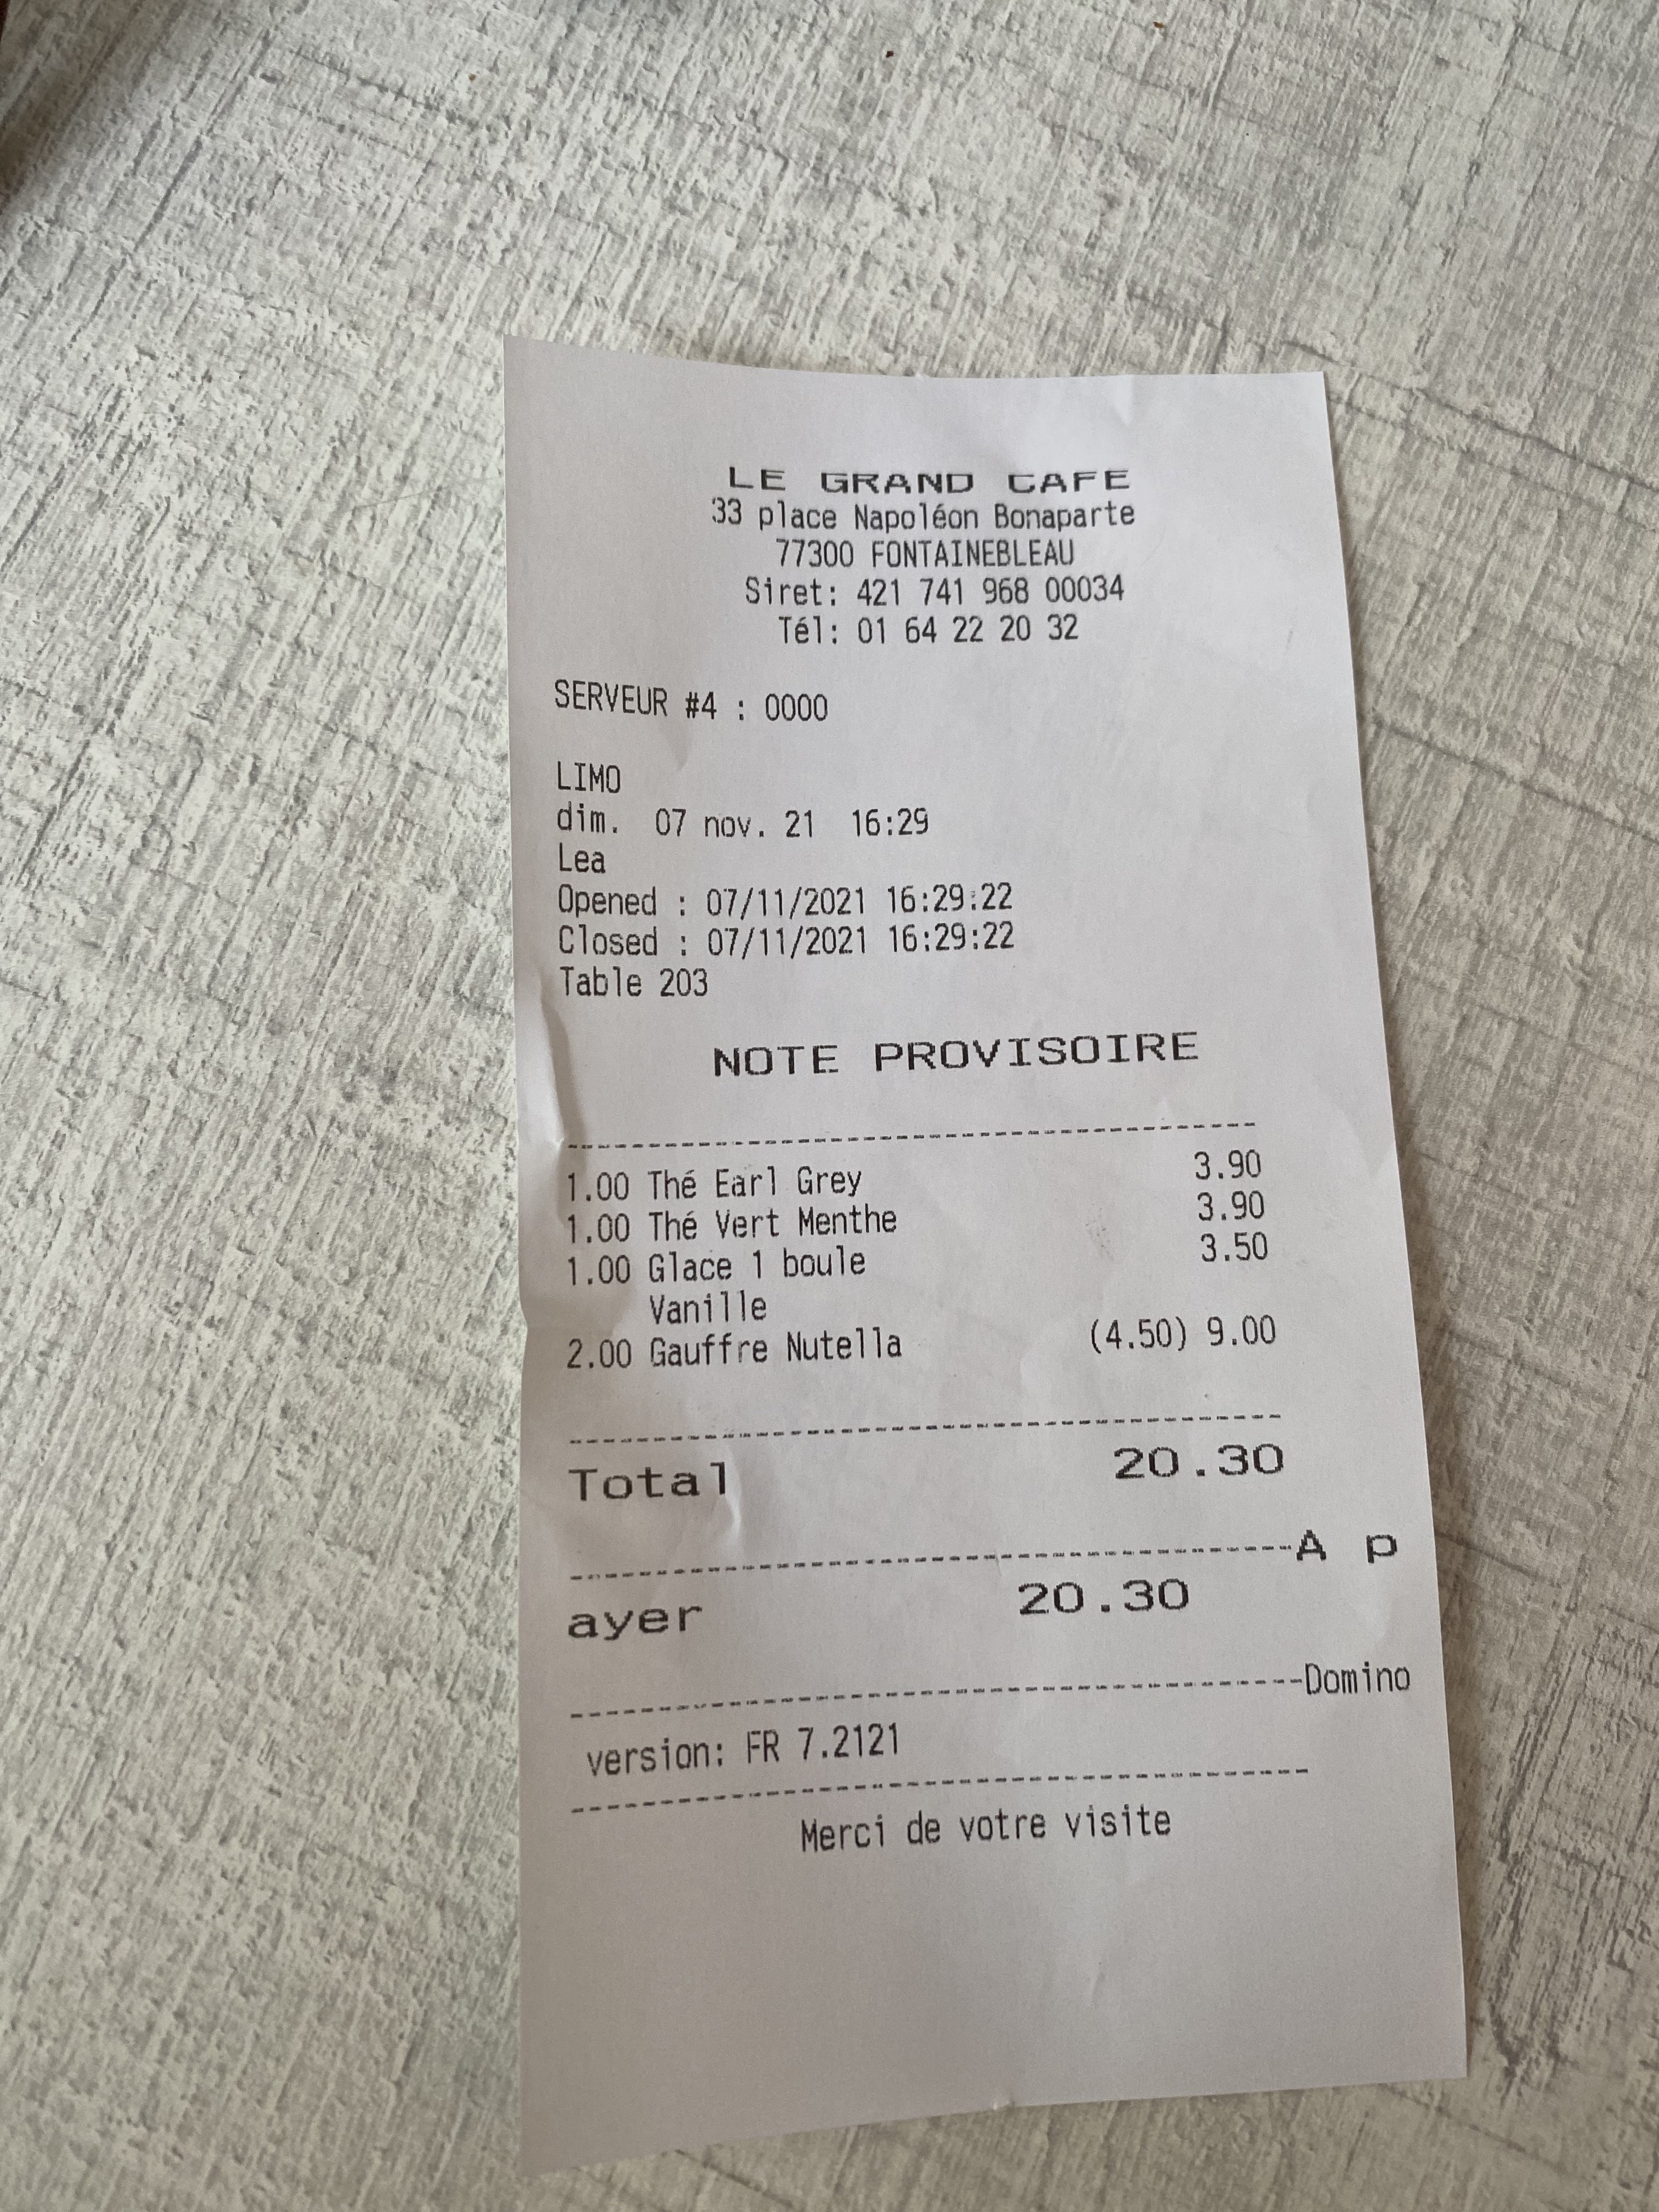 LE GRAND CAFE
33 place Napoléon Bonaparte
77300 FONTAINEBLEAU
Siret: 421 741 968 00034
Tél: 01 64 22 20 32
SERVEUR #4 : 0000
LIMO
dim. 07 nov. 21 16:29
Lea
Opened : 07/11/2021 16:29:22
Closed : 07/11/2021 16:29:22
Table 203
NOTE PROVISOIRE
----------------------------------------
1.00 Thé Earl Grey 3.90
1.00 Thé Vert Menthe 3.90
1.00 Glace 1 boule 3.50
Vanille
2.00 Gauffre Nutella (4.50) 9.00
----------------------------------------
Total 20.30
----------------------------------------A p
ayer 20.30
----------------------------------------Domino
version: FR 7.2121
----------------------------------------
Merci de votre visite